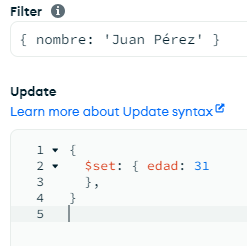 Filter
{ nombre: 'Juan Pérez' }
Update
Learn more about Update syntax
1 {
2 $set: { edad: 31
3 },
4 }
5